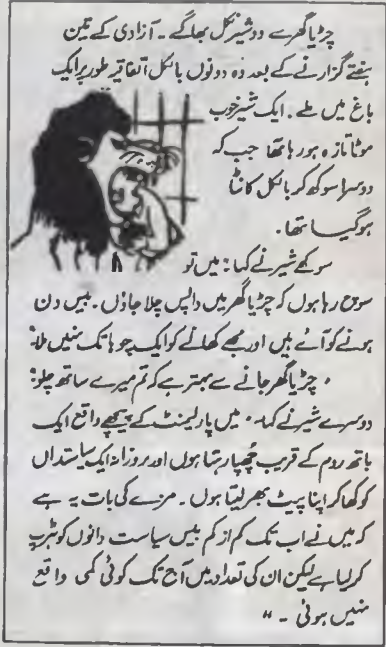 چڑیا گھر سے دو شیر نکل بھاگے ۔ آزادی کے تین
ہفتے گزارنے کے بعد وہ دونوں بالکل اتفاقیہ طور پر ایک
باغ میں ملے ۔ ایک شیر خوب
موٹا تازہ ہو رہا تھا جب کہ
دوسرا سوکھ کر بالکل کانٹا
ہو گیا تھا ۔
سوکھے شیر نے کہا : میں تو
سوچ رہا ہوں کہ چڑیا گھر میں واپس چلا جاؤں ۔ بیس دن
ہونے کو آئے ہیں اور مجھے کھانے کو ایک چوہا تک نہیں ملا "
" چڑیا گھر جانے سے بہتر ہے کہ تم میرے ساتھ چلو "
دوسرے شیر نے کہا ۔ " میں پارلیمنٹ کے پیچھے واقع ایک
باتھ روم کے قریب چھپا رہتا ہوں اور روزانہ ایک سیاستداں
کو کھا کر اپنا پیٹ بھر لیتا ہوں ۔ مزے کی بات یہ ہے
کہ میں نے اب تک کم از کم بیس سیاست دانوں کو ہڑپ
کر لیا ہے لیکن ان کی تعداد میں آج تک کوئی کمی واقع
نہیں ہوئی ۔ "